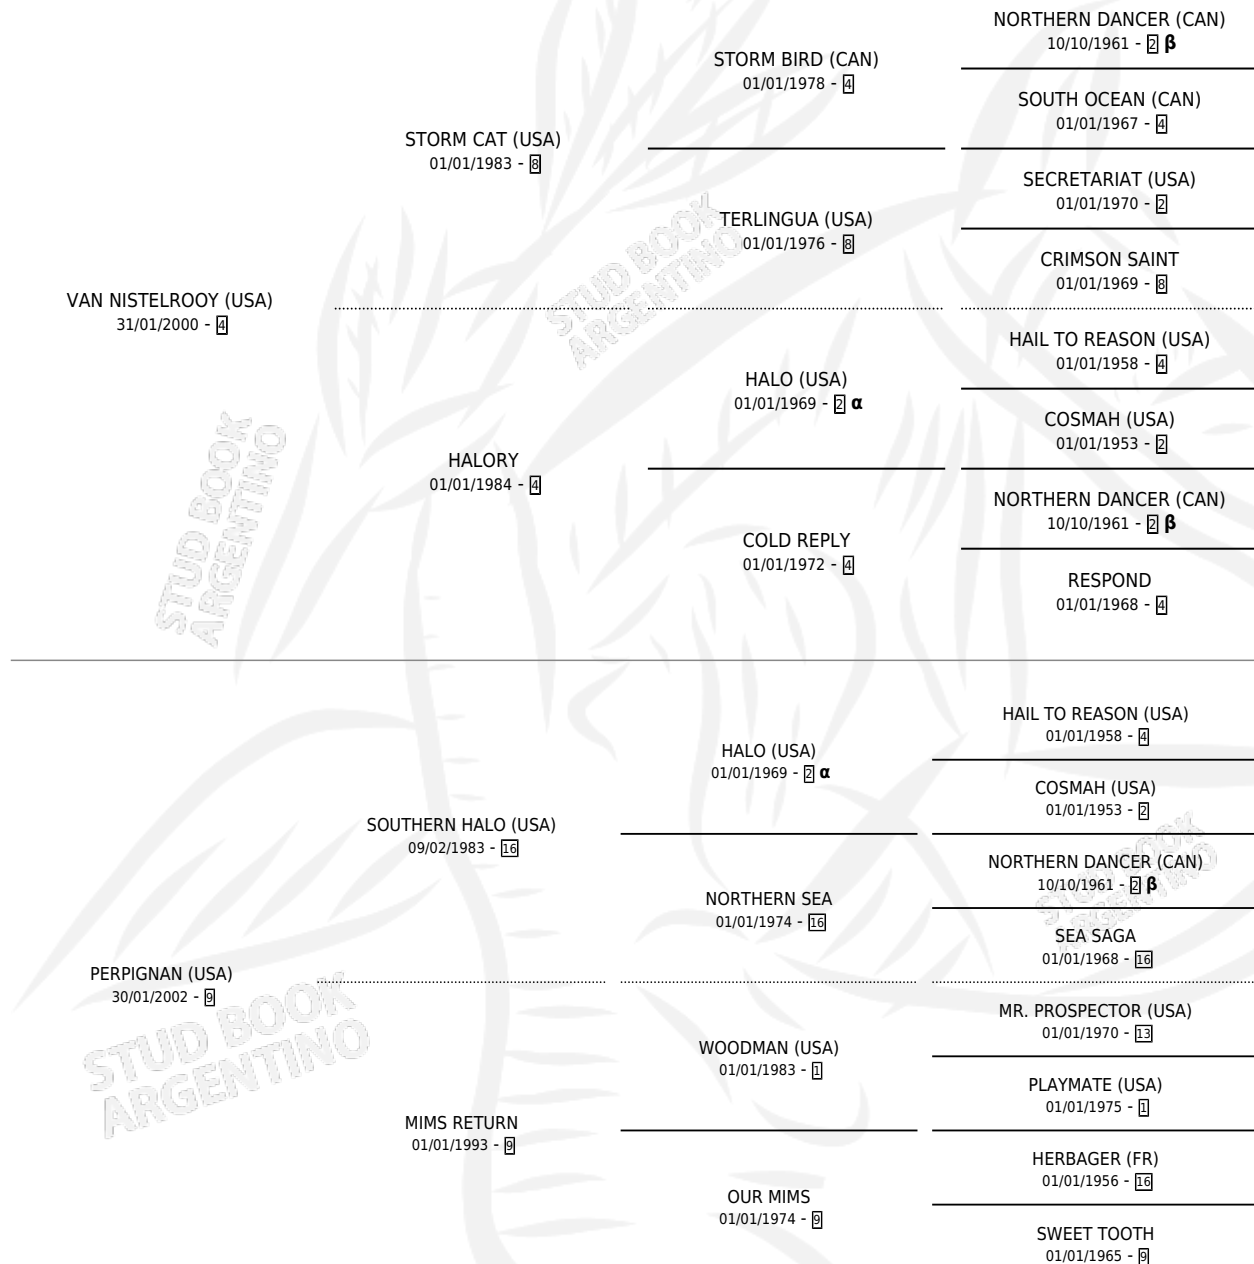 NORTHERN DANCER (CAN)
10/10/1961 - 2 β
STORM BIRD (CAN)
01/01/1978 - 4
SOUTH OCEAN (CAN)
01/01/1967 - 4
STORM CAT (USA)
01/01/1983 - 8
SECRETARIAT (USA)
01/01/1970 - 2
TERLINGUA (USA)
01/01/1976 - 8
CRIMSON SAINT
01/01/1969 - 8
VAN NISTELROOY (USA)
31/01/2000 - 4
HAIL TO REASON (USA)
01/01/1958 - 4
HALO (USA)
01/01/1969 - 2 α
COSMAH (USA)
01/01/1953 - 2
HALORY
01/01/1984 - 4
NORTHERN DANCER (CAN)
10/10/1961 - 2 β
COLD REPLY
01/01/1972 - 4
RESPOND
01/01/1968 - 4
HAIL TO REASON (USA)
01/01/1958 - 4
HALO (USA)
01/01/1969 - 2 α
COSMAH (USA)
01/01/1953 - 2
SOUTHERN HALO (USA)
09/02/1983 - 16
NORTHERN DANCER (CAN)
10/10/1961 - 2 β
NORTHERN SEA
01/01/1974 - 16
SEA SAGA
01/01/1968 - 16
PERPIGNAN (USA)
30/01/2002 - 9
MR. PROSPECTOR (USA)
01/01/1970 - 13
WOODMAN (USA)
01/01/1983 - 1
PLAYMATE (USA)
01/01/1975 - 1
MIMS RETURN
01/01/1993 - 9
HERBAGER (FR)
01/01/1956 - 16
OUR MIMS
01/01/1974 - 9
SWEET TOOTH
01/01/1965 - 9
STUD BOOK
ARGENTINO
STUD BOOK
ARGENTINO
STUD BOOK
ARGENTINO
STUD BOOK
ARGENTINO